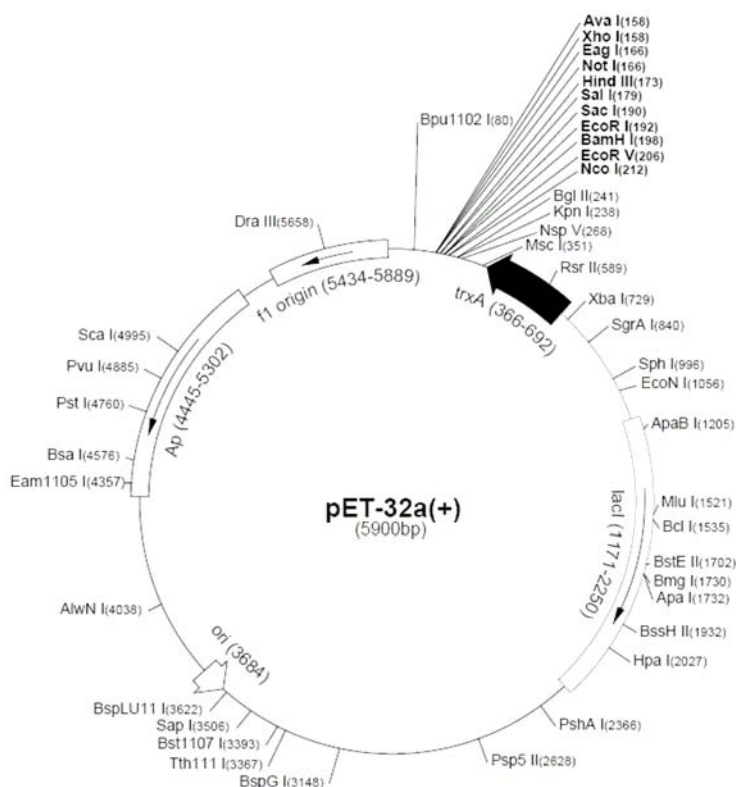 Ava I(158)
Xho I(158)
Eag I(166)
Not I(166)
Hind III(173)
Sal I(179)
Sac I(190)
EcoR I(192)
BamH I(198)
EcoR V(206)
Nco I(212)
Bpu1102 I(80)
Bgl II(241)
Kpn I(238)
Nsp V(268)
Msc I(351)
Rsr II(589)
Xba I(729)
SgrA I(840)
Sph I(996)
EcoN I(1056)
ApaB I(1205)
Mlu I(1521)
Bcl I(1535)
BstE II(1702)
Bmg I(1730)
Apa I(1732)
BssH II(1932)
Hpa I(2027)
PshA I(2366)
Psp5 II(2628)
BspG I(3148)
Tth111 I(3367)
Bst1107 I(3393)
Sap I(3506)
BspLU11 I(3622)
AlwN I(4038)
Eam1105 I(4357)
Bsa I(4576)
Pst I(4760)
Pvu I(4885)
Sca I(4995)
Dra III(5658)
f1 origin (5434-5889)
trxA (366-692)
Ap (4445-5302)
lacI (1171-2250)
ori (3684)
pET-32a(+)
(5900bp)